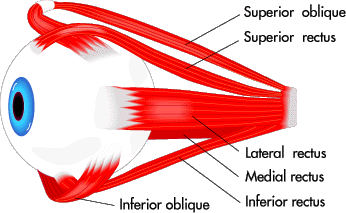 Superior oblique
Superior rectus
Lateral rectus
Medial rectus
Inferior rectus
Inferior oblique